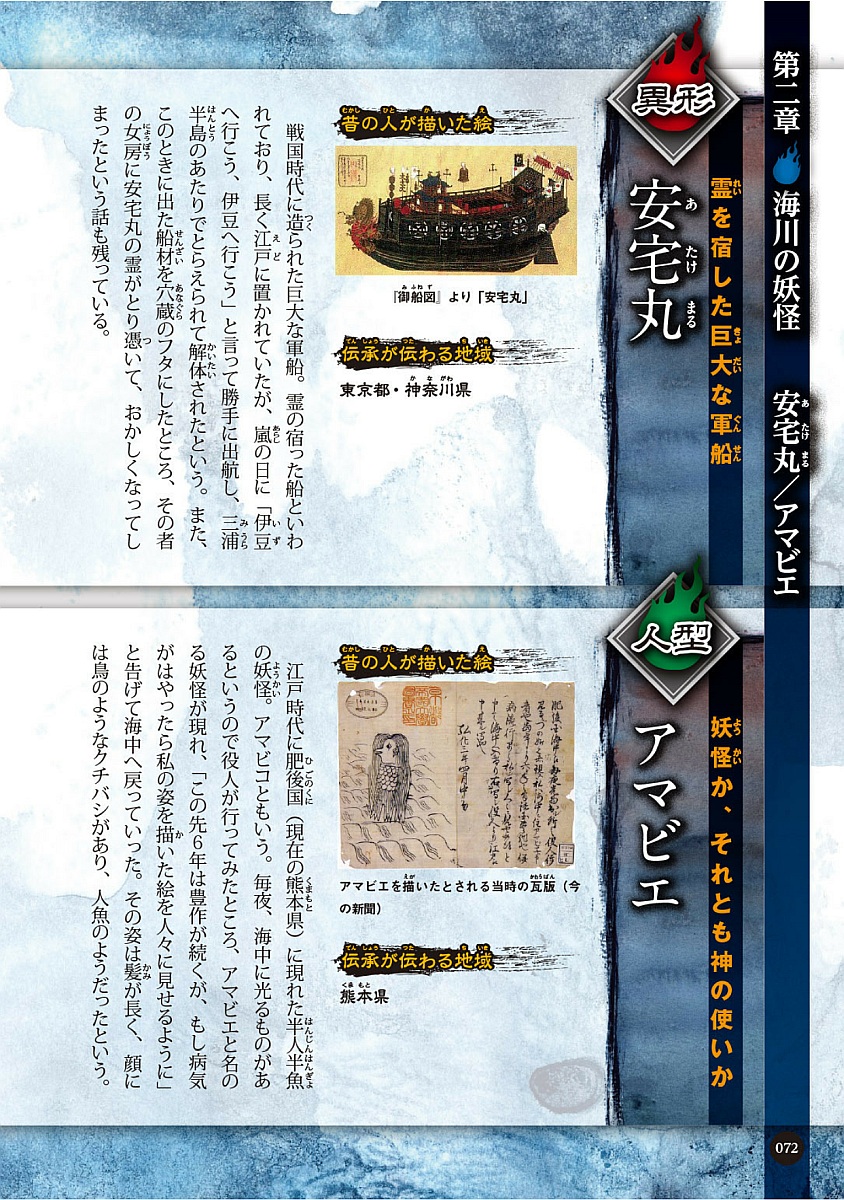 第二章 海川の妖怪 安宅丸／アマビエ
異形
霊を宿した巨大な軍船
安宅丸
昔の人が描いた絵
『御船図』より「安宅丸」
伝承が伝わる地域
東京都・神奈川県
戦国時代に造られた巨大な軍船。霊の宿った船といわ
れており、長く江戸に置かれていたが、嵐の日に「伊豆
へ行こう、伊豆へ行こう」と言って勝手に出航し、三浦
半島のあたりでとらえられて解体されたという。また、
このときに出た船材を穴蔵のフタにしたところ、その者
の女房に安宅丸の霊がとり憑いて、おかしくなってし
まったという話も残っている。
人型
妖怪か、それとも神の使いか
アマビエ
昔の人が描いた絵
アマビエを描いたとされる当時の瓦版（今
の新聞）
伝承が伝わる地域
熊本県
江戸時代に肥後国（現在の熊本県）に現れた半人半魚
の妖怪。アマビコともいう。毎夜、海中に光るものがあ
るというので役人が行ってみたところ、アマビエと名の
る妖怪が現れ、「この先6年は豊作が続くが、もし病気
がはやったら私の姿を描いた絵を人々に見せるように」
と告げて海中へ戻っていった。その姿は髪が長く、顔に
は鳥のようなクチバシがあり、人魚のようだったという。
072